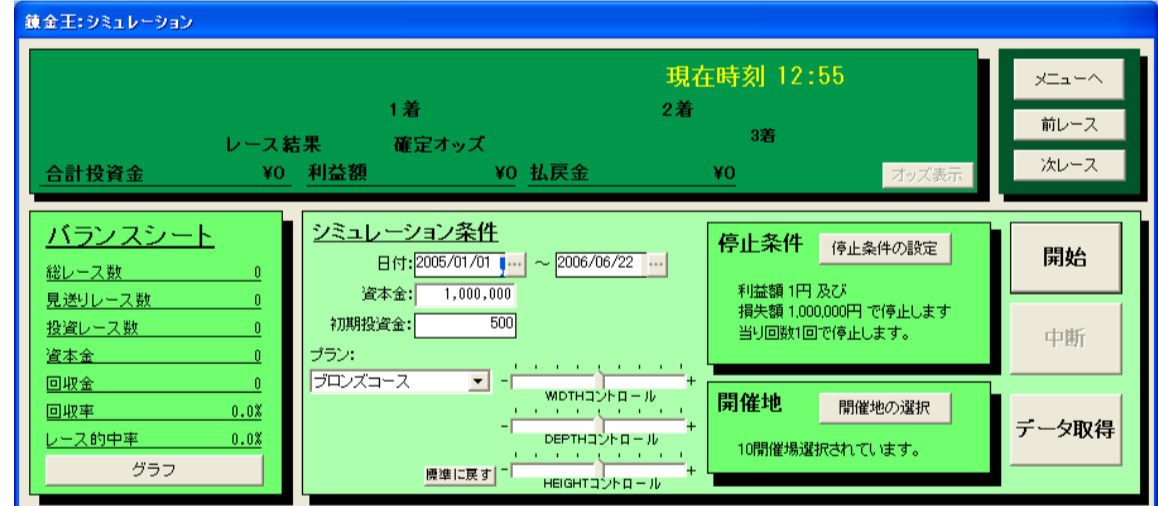 錬金王:シミュレーション
現在時刻 12:55
1着 2着
3着
レース結果 確定オッズ
合計投資金 ¥0 利益額 ¥0 払戻金 ¥0
オッズ表示
メニューへ
前レース
次レース
バランスシート
総レース数 0
見送りレース数 0
投資レース数 0
資本金 0
回収金 0
回収率 0.0%
レース的中率 0.0%
グラフ
シミュレーション条件
日付:2005/01/01 ... ~ 2006/06/22 ...
資本金: 1,000,000
初期投資金: 500
プラン:
ブロンズコース
- +
WIDTHコントロール
- +
DEPTHコントロール
標準に戻す - +
HEIGHTコントロール
停止条件 停止条件の設定
利益額 1円 及び
損失額 1,000,000円 で停止します
当り回数1回で停止します。
開催地 開催地の選択
10開催場選択されています。
開始
中断
データ取得